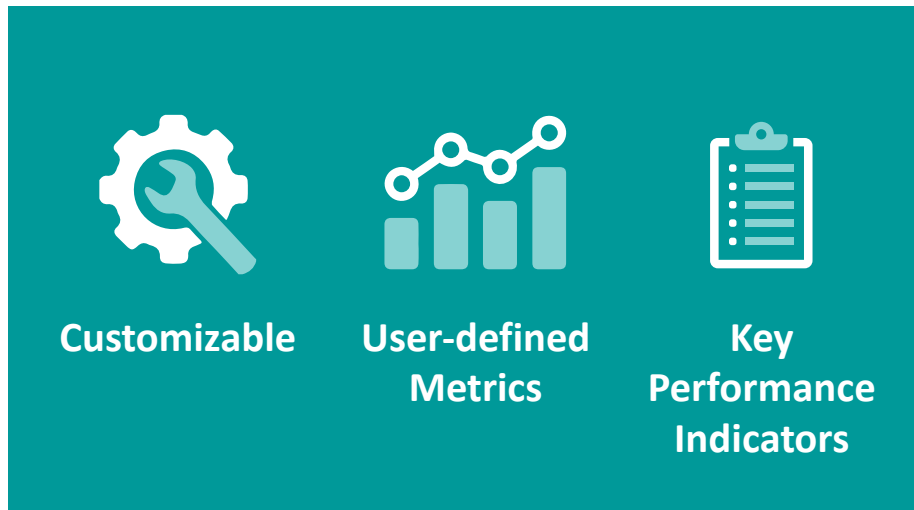 Customizable
User-defined
Metrics
Key
Performance
Indicators